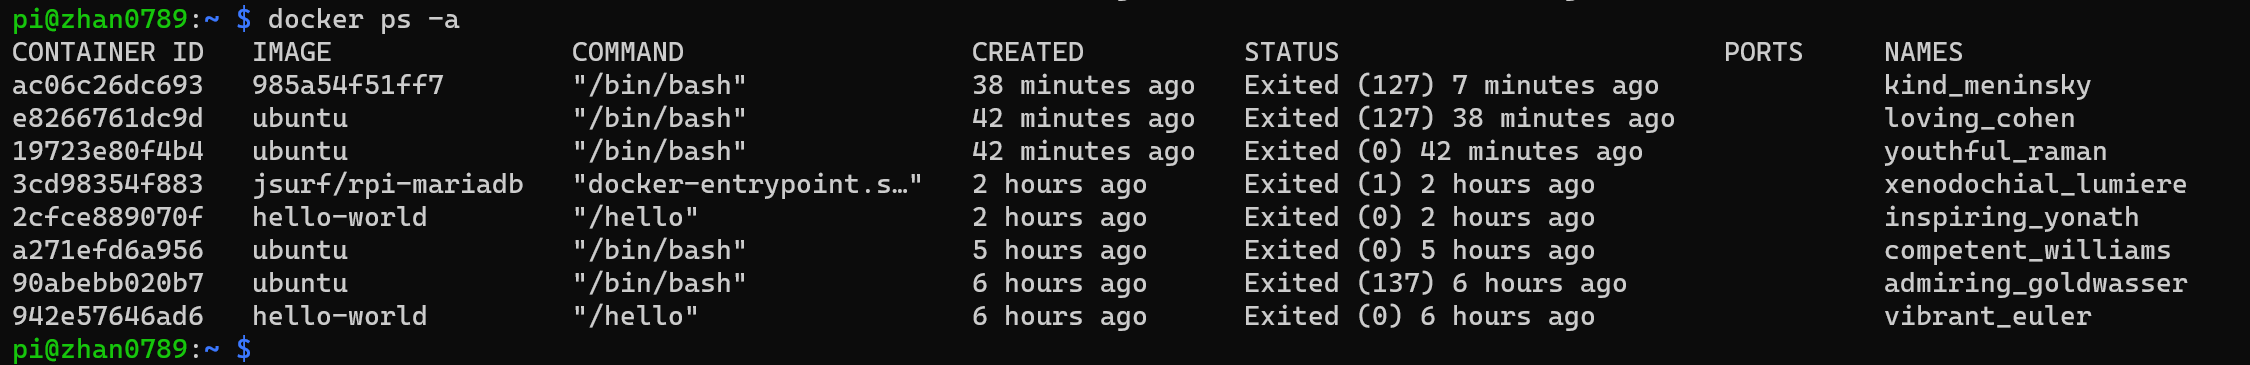 pi@zhan0789:~ $ docker ps -a
CONTAINER ID   IMAGE               COMMAND                  CREATED          STATUS                        PORTS     NAMES
ac06c26dc693   985a54f51ff7        "/bin/bash"              38 minutes ago   Exited (127) 7 minutes ago              kind_meninsky
e8266761dc9d   ubuntu              "/bin/bash"              42 minutes ago   Exited (127) 38 minutes ago             loving_cohen
19723e80f4b4   ubuntu              "/bin/bash"              42 minutes ago   Exited (0) 42 minutes ago               youthful_raman
3cd98354f883   jsurf/rpi-mariadb   "docker-entrypoint.s…"   2 hours ago      Exited (1) 2 hours ago                  xenodochial_lumiere
2cfce889070f   hello-world         "/hello"                 2 hours ago      Exited (0) 2 hours ago                  inspiring_yonath
a271efd6a956   ubuntu              "/bin/bash"              5 hours ago      Exited (0) 5 hours ago                  competent_williams
90abebb020b7   ubuntu              "/bin/bash"              6 hours ago      Exited (137) 6 hours ago                admiring_goldwasser
942e57646ad6   hello-world         "/hello"                 6 hours ago      Exited (0) 6 hours ago                  vibrant_euler
pi@zhan0789:~ $